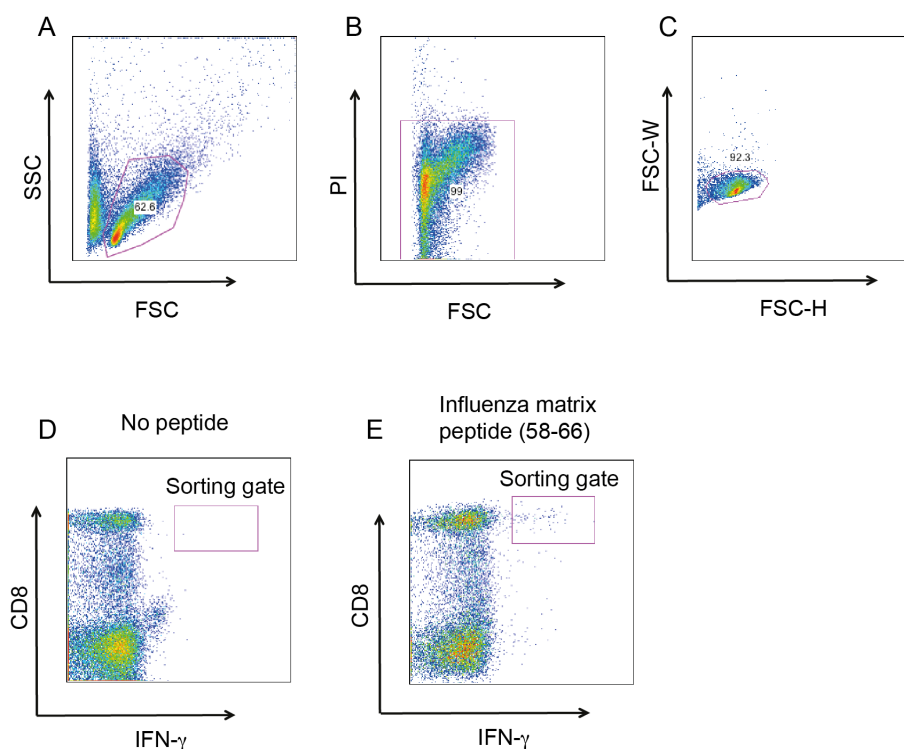 A
SSC
62.6
FSC
B
PI
99
FSC
C
FSC-W
92.3
FSC-H
D
No peptide
Sorting gate
CD8
IFN-γ
E
Influenza matrix
peptide (58-66)
Sorting gate
CD8
IFN-γ